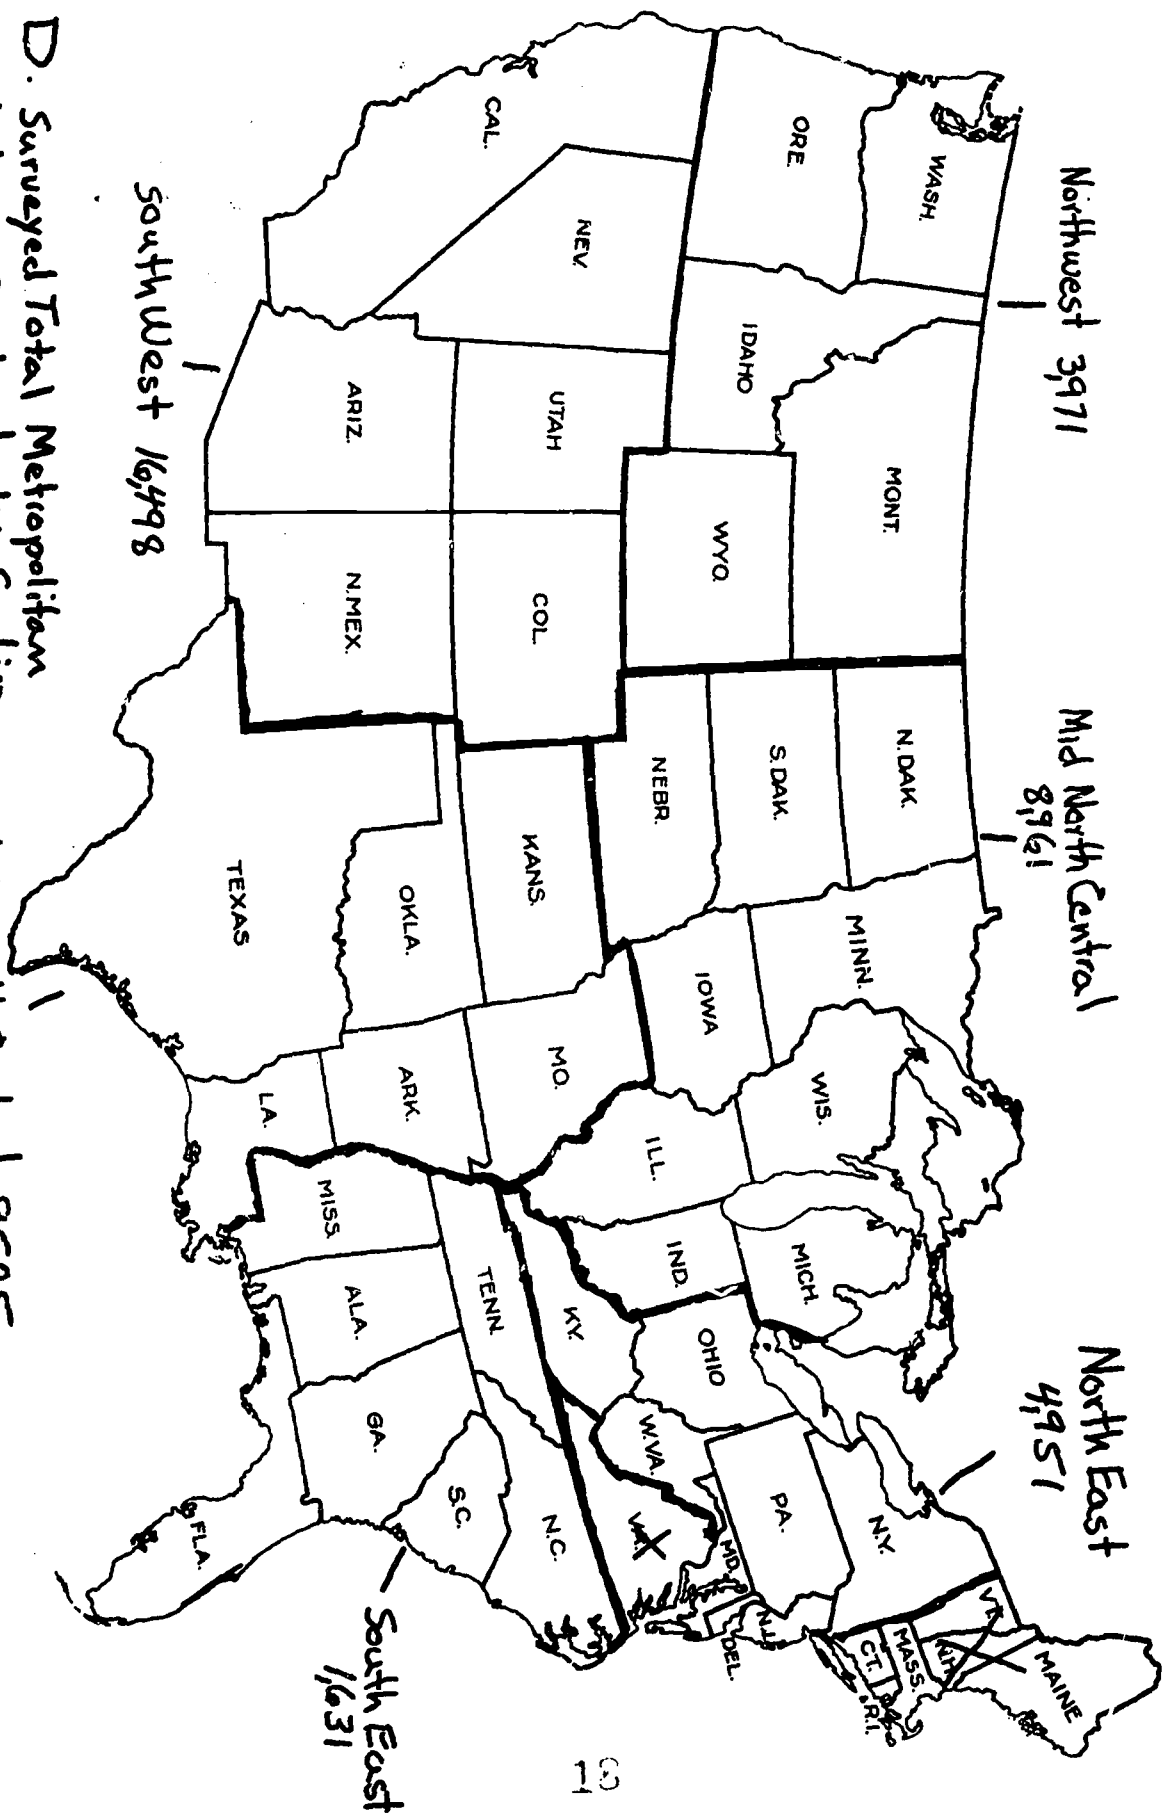 Northwest 3,971
Mid North Central
8,961
North East
4,951
WASH.
ORE.
CAL.
NEV.
IDAHO
MONT.
WYO.
UTAH
ARIZ.
COL.
N.MEX.
N.DAK.
S.DAK.
NEBR.
KANS.
OKLA.
TEXAS
MINN.
IOWA
MO.
ARK.
LA.
WIS.
ILL.
MICH.
IND.
OHIO
KY.
TENN.
MISS.
ALA.
GA.
FLA.
S.C.
N.C.
VA.
W.VA.
MD.
DEL.
PA.
N.J.
N.Y.
VT.
N.H.
MAINE
MASS.
CT.
R.I.
SouthWest 16,498
South East
1,631
D. Surveyed Total Metropolitan
18